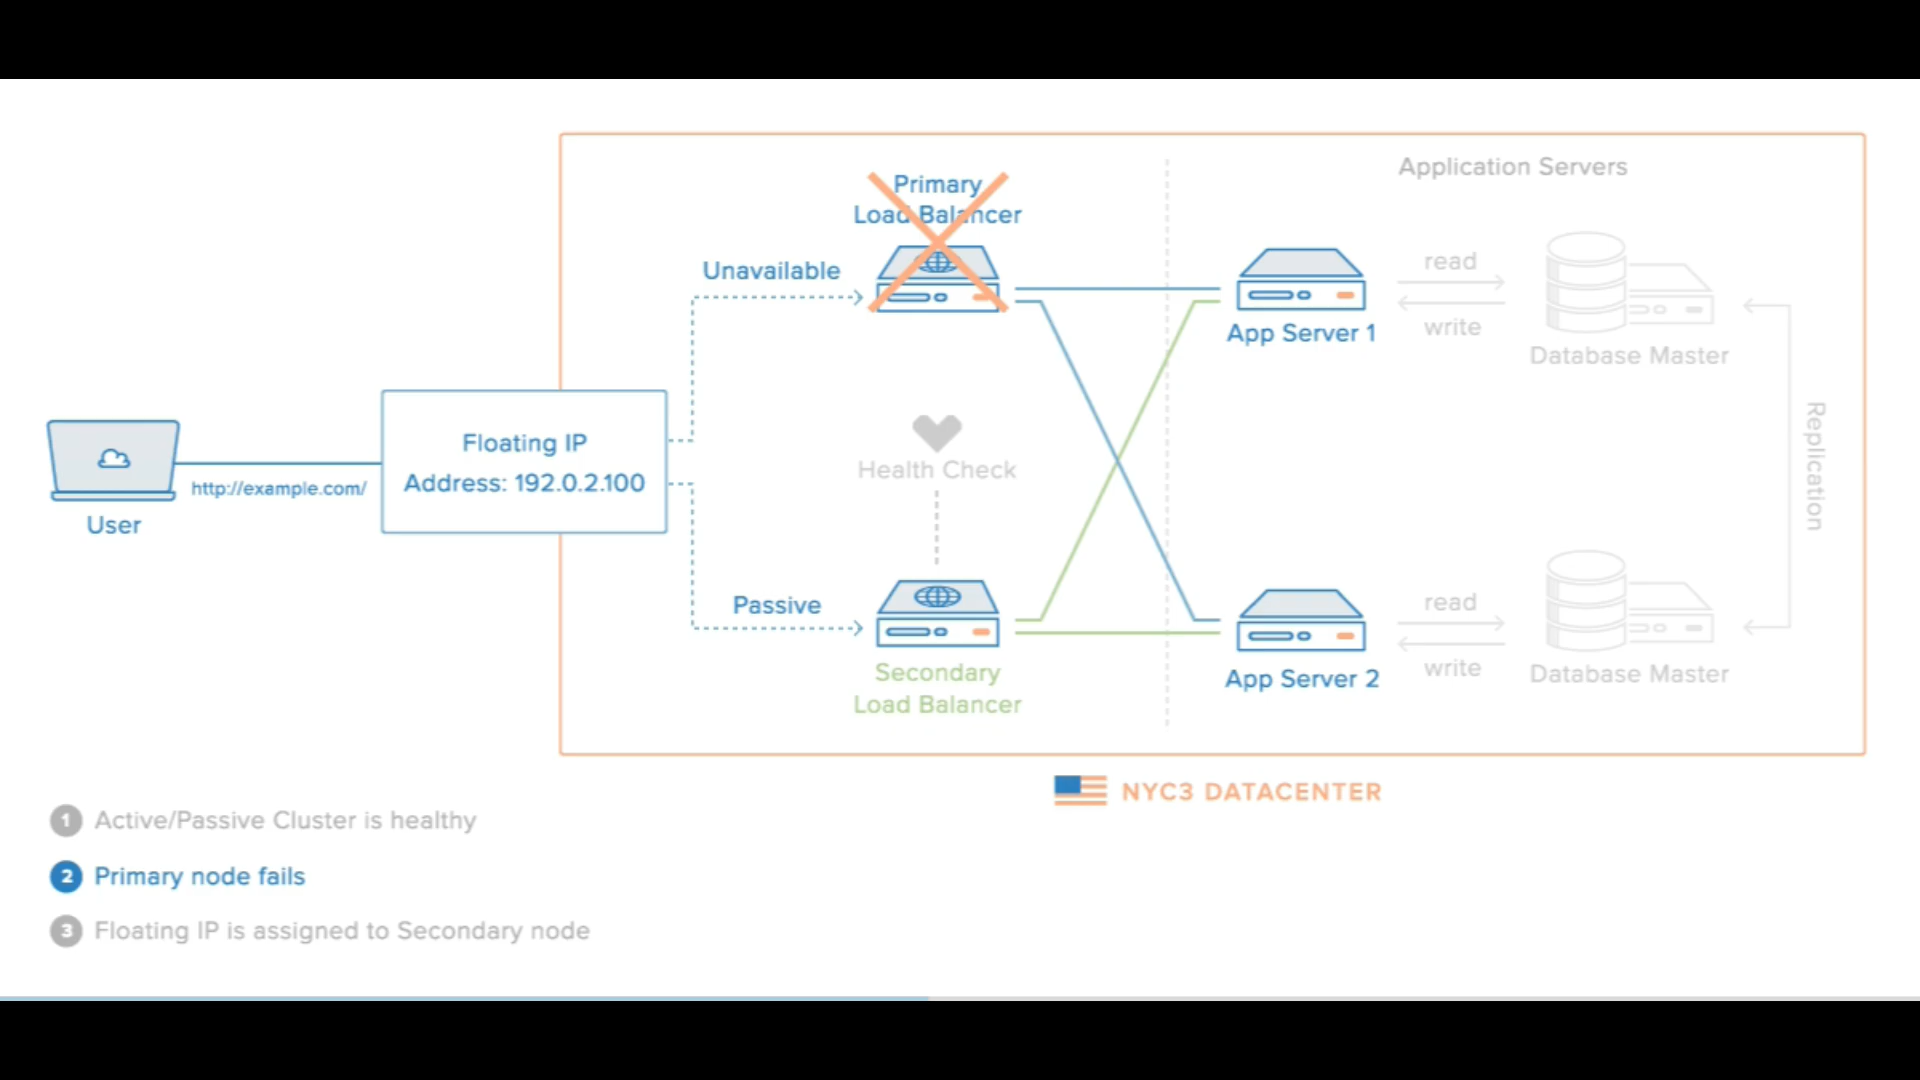 Application Servers
Primary
Load Balancer
Unavailable
read
write
App Server 1
Database Master
Floating IP
Address: 192.0.2.100
http://example.com/
User
Health Check
Replication
Passive
read
write
Secondary
Load Balancer
App Server 2
Database Master
NYC3 DATACENTER
1 Active/Passive Cluster is healthy
2 Primary node fails
3 Floating IP is assigned to Secondary node